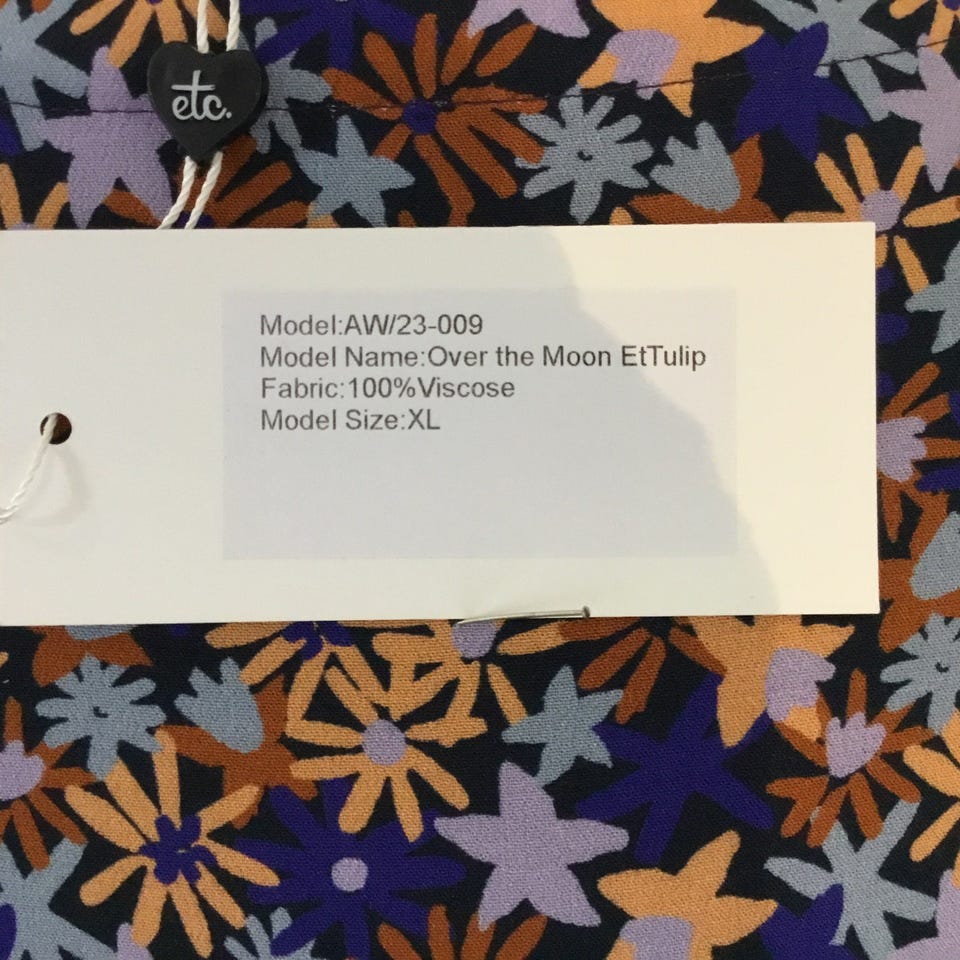 etc.
Model:AW/23-009
Model Name:Over the Moon EtTulip
Fabric:100%Viscose
Model Size:XL